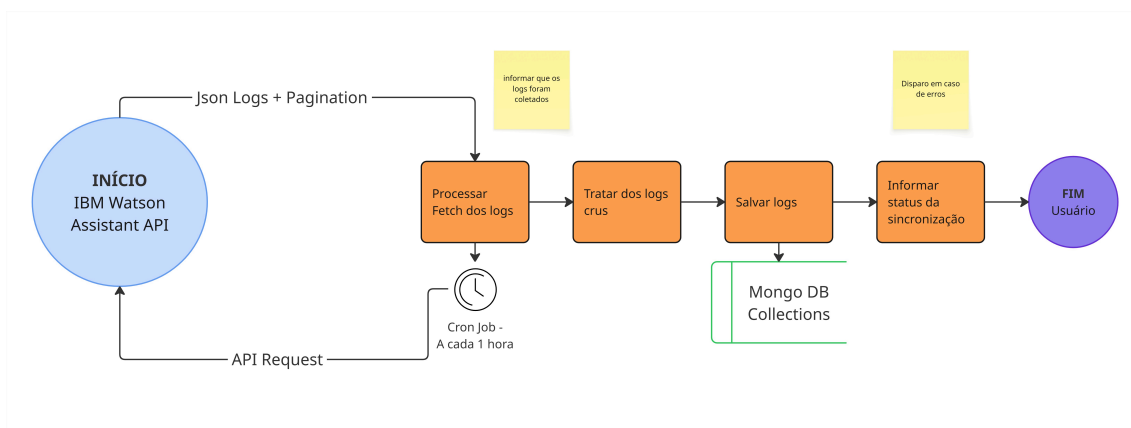 informar que os
logs foram
coletados
Disparo em caso
de erros
Json Logs + Pagination
INÍCIO
IBM Watson
Assistant API
Processar
Fetch dos logs
Tratar dos logs
crus
Salvar logs
Informar
status da
sincronização
FIM
Usuário
Mongo DB
Collections
Cron Job -
A cada 1 hora
API Request